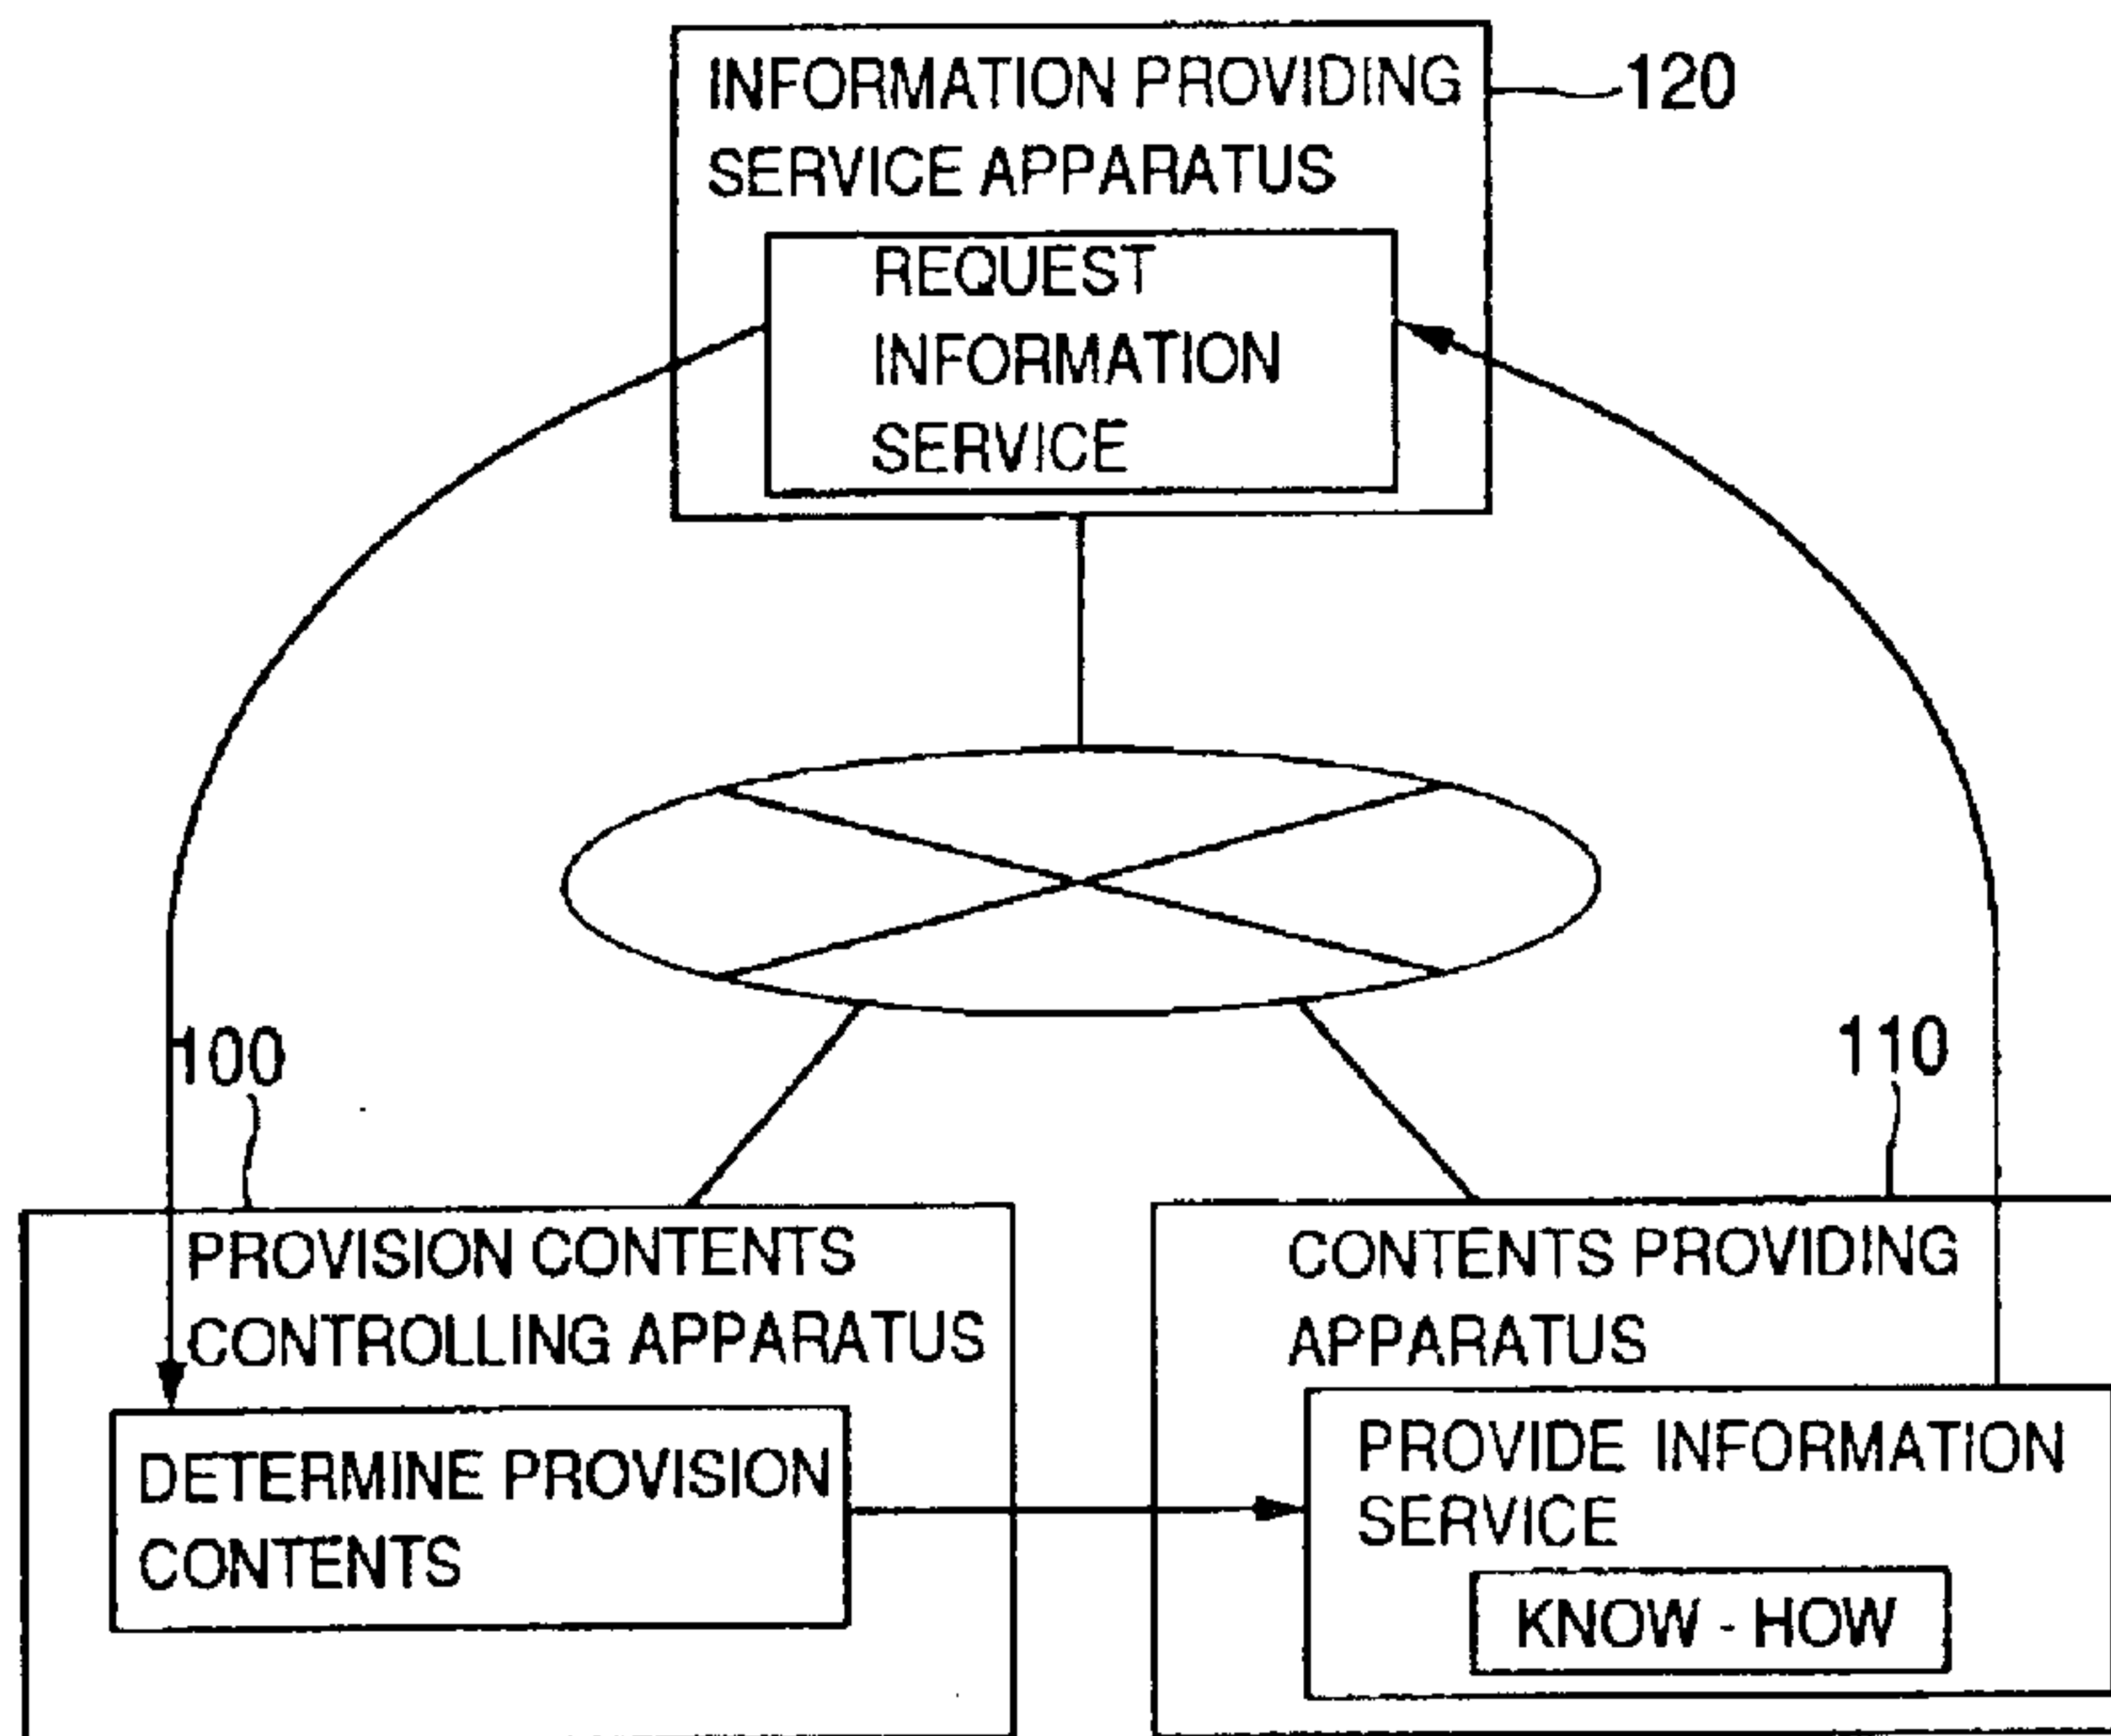 INFORMATION PROVIDING
SERVICE APPARATUS
120
REQUEST
INFORMATION
SERVICE
100
110
PROVISION CONTENTS
CONTROLLING APPARATUS
DETERMINE PROVISION
CONTENTS
CONTENTS PROVIDING
APPARATUS
PROVIDE INFORMATION
SERVICE
KNOW - HOW